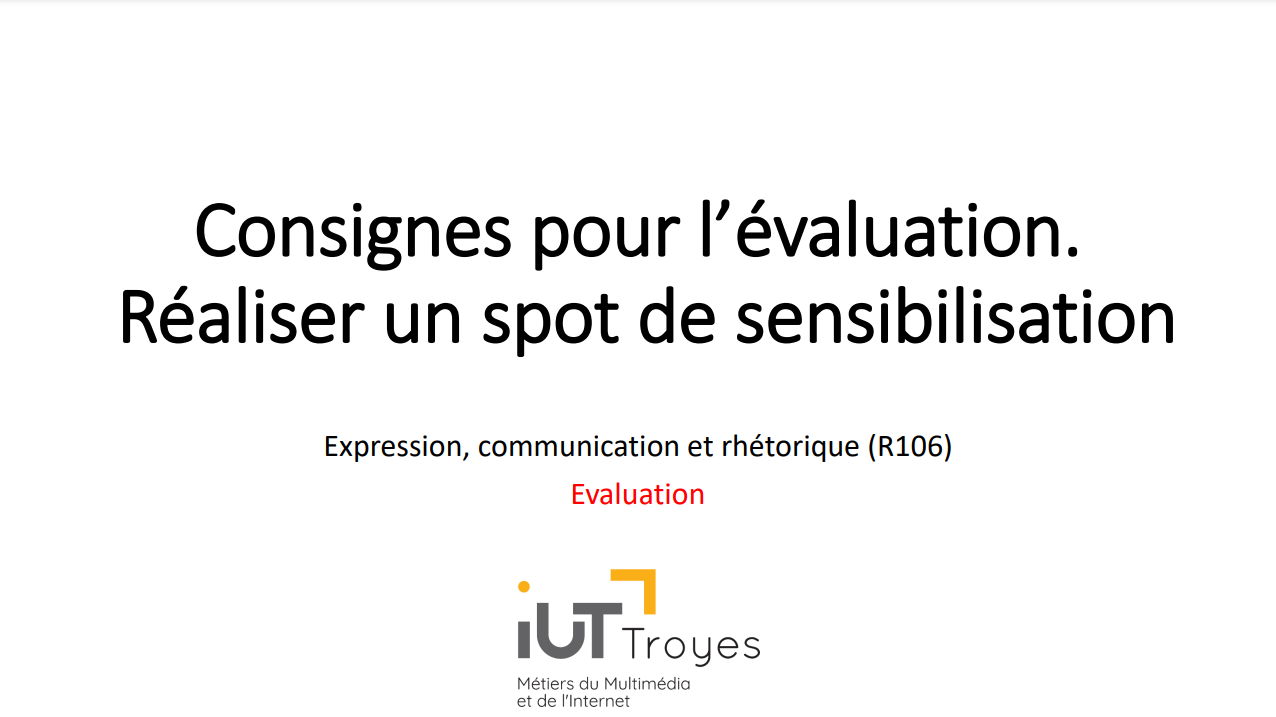 Consignes pour l’évaluation.
Réaliser un spot de sensibilisation
Expression, communication et rhétorique (R106)
Evaluation
iUT Troyes
Métiers du Multimédia
et de l'Internet